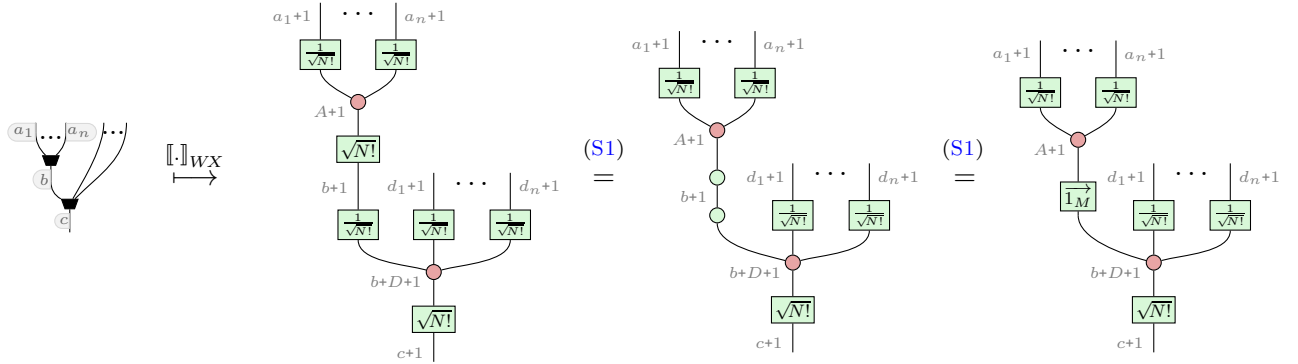 a₁ ⋯ aₙ ⋯
b
c
⟦.⟧_WX
⟼
a₁+1 ⋯ aₙ+1
1/√N! 1/√N!
A+1
√N!
b+1 d₁+1 ⋯ dₙ+1
1/√N! 1/√N! 1/√N!
b+D+1
√N!
c+1
(S1)
=
a₁+1 ⋯ aₙ+1
1/√N! 1/√N!
A+1
b+1 d₁+1 ⋯ dₙ+1
1/√N! 1/√N!
b+D+1
√N!
c+1
(S1)
=
a₁+1 ⋯ aₙ+1
1/√N! 1/√N!
A+1
1⃗_M d₁+1 ⋯ dₙ+1
1/√N! 1/√N!
b+D+1
√N!
c+1